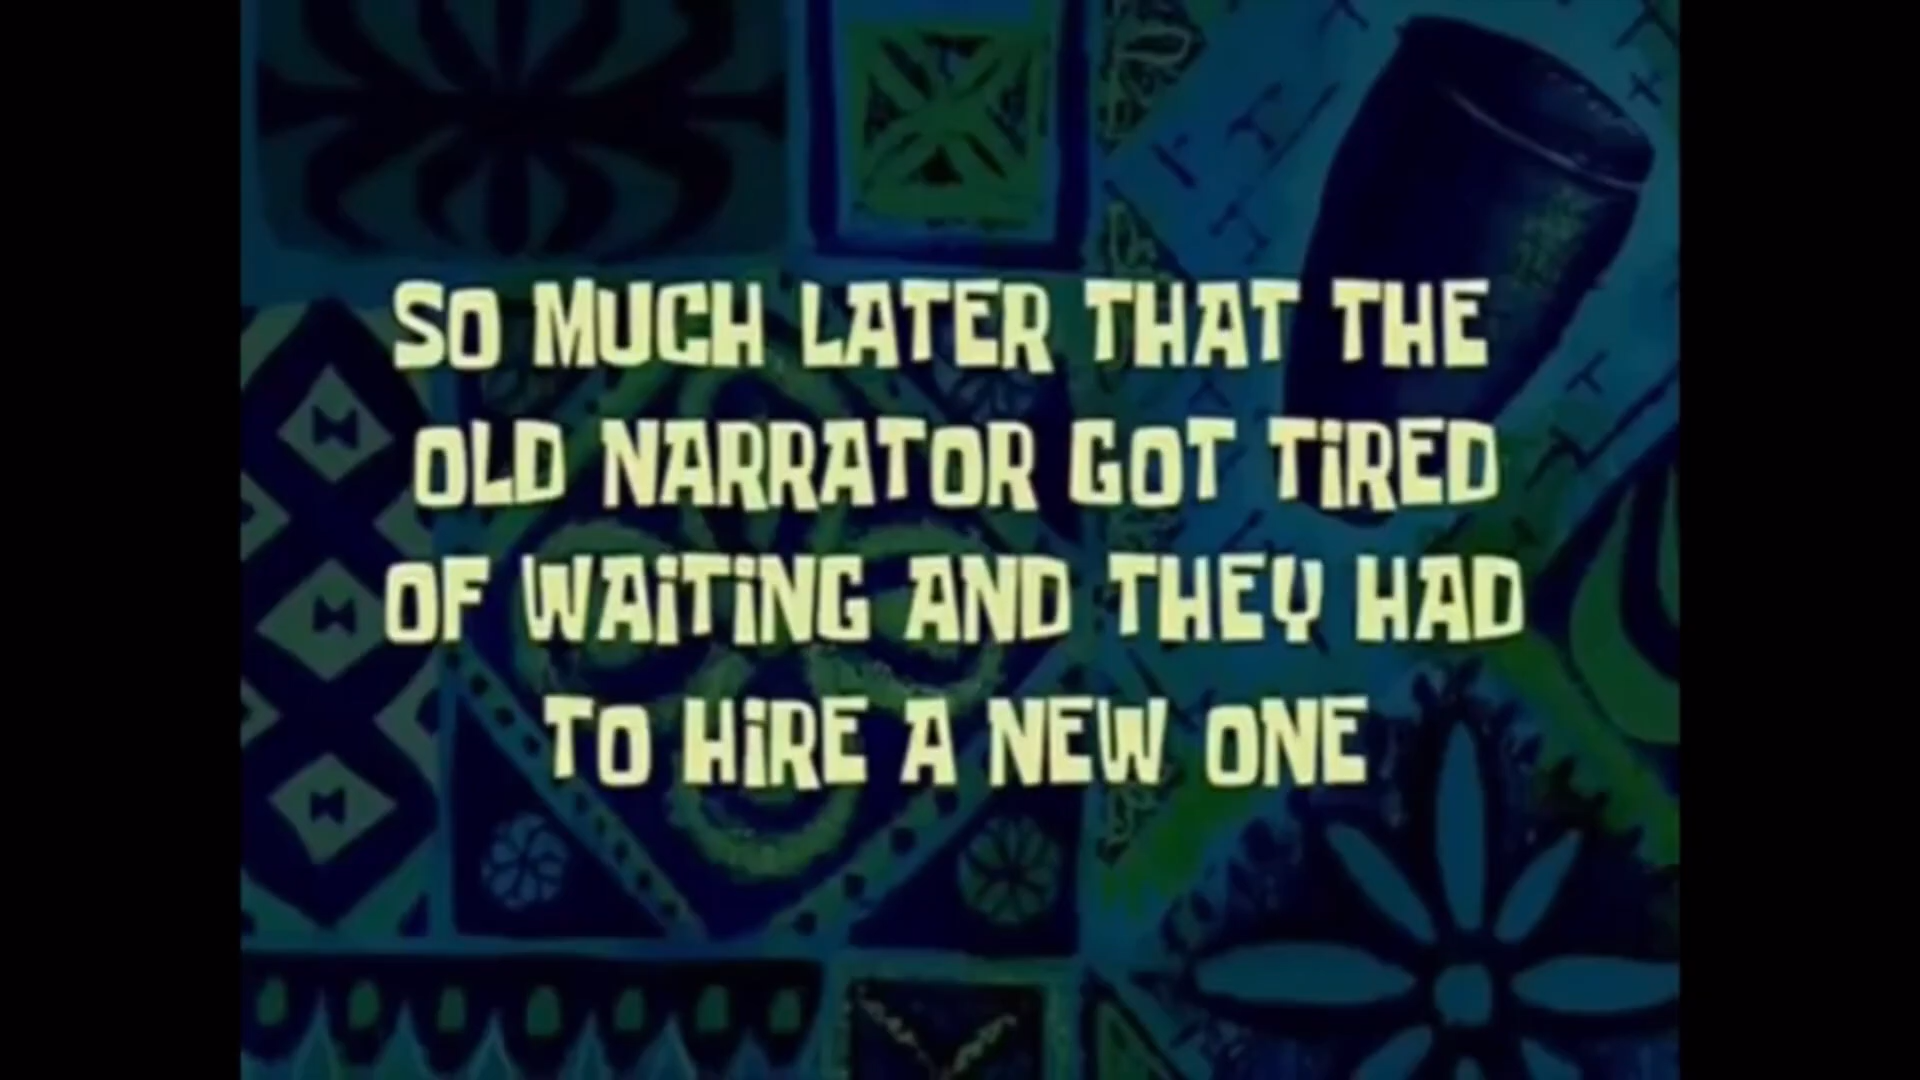 SO MUCH LATER THAT THE
OLD NARRATOR GOT TiRED
OF WAiTiNG AND THEY HAD
TO HiRE A NEW ONE